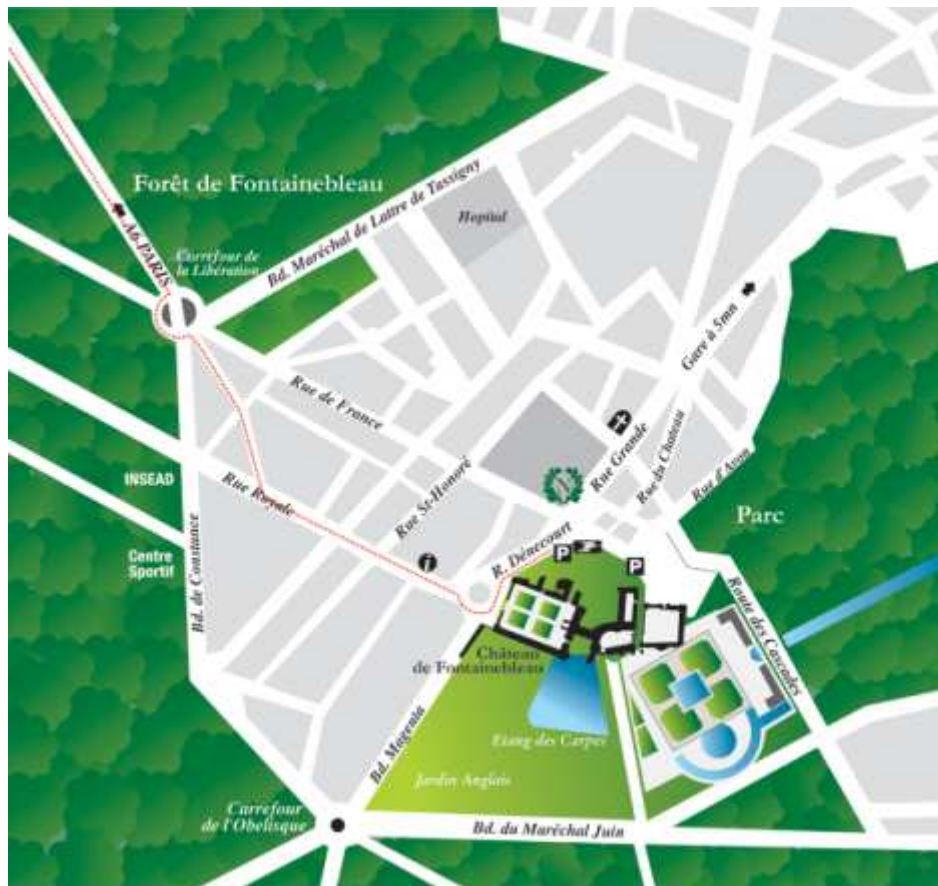 Forêt de Fontainebleau
Bd. Maréchal de Lattre de Tassigny
Hopital
A6-PARIS
Carrefour de
la Libération
Gare à 5mn
Rue de France
Rue Grande
Rue du Chateau
Rue d'Avon
INSEAD
Rue Royale
Rue St-Honoré
N
Parc
Centre
Sportif
Bd. de Constance
i
R. Dénecourt
P
P
Route des Cascades
Château
de Fontainebleau
Bd. Magenta
Etang des Carpes
Jardin Anglais
Carrefour
de l'Obelisque
Bd. du Maréchal Juin